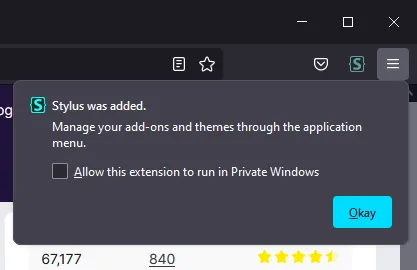 og
Stylus was added.
Manage your add-ons and themes through the application
menu.
Allow this extension to run in Private Windows
Okay
67,177 840